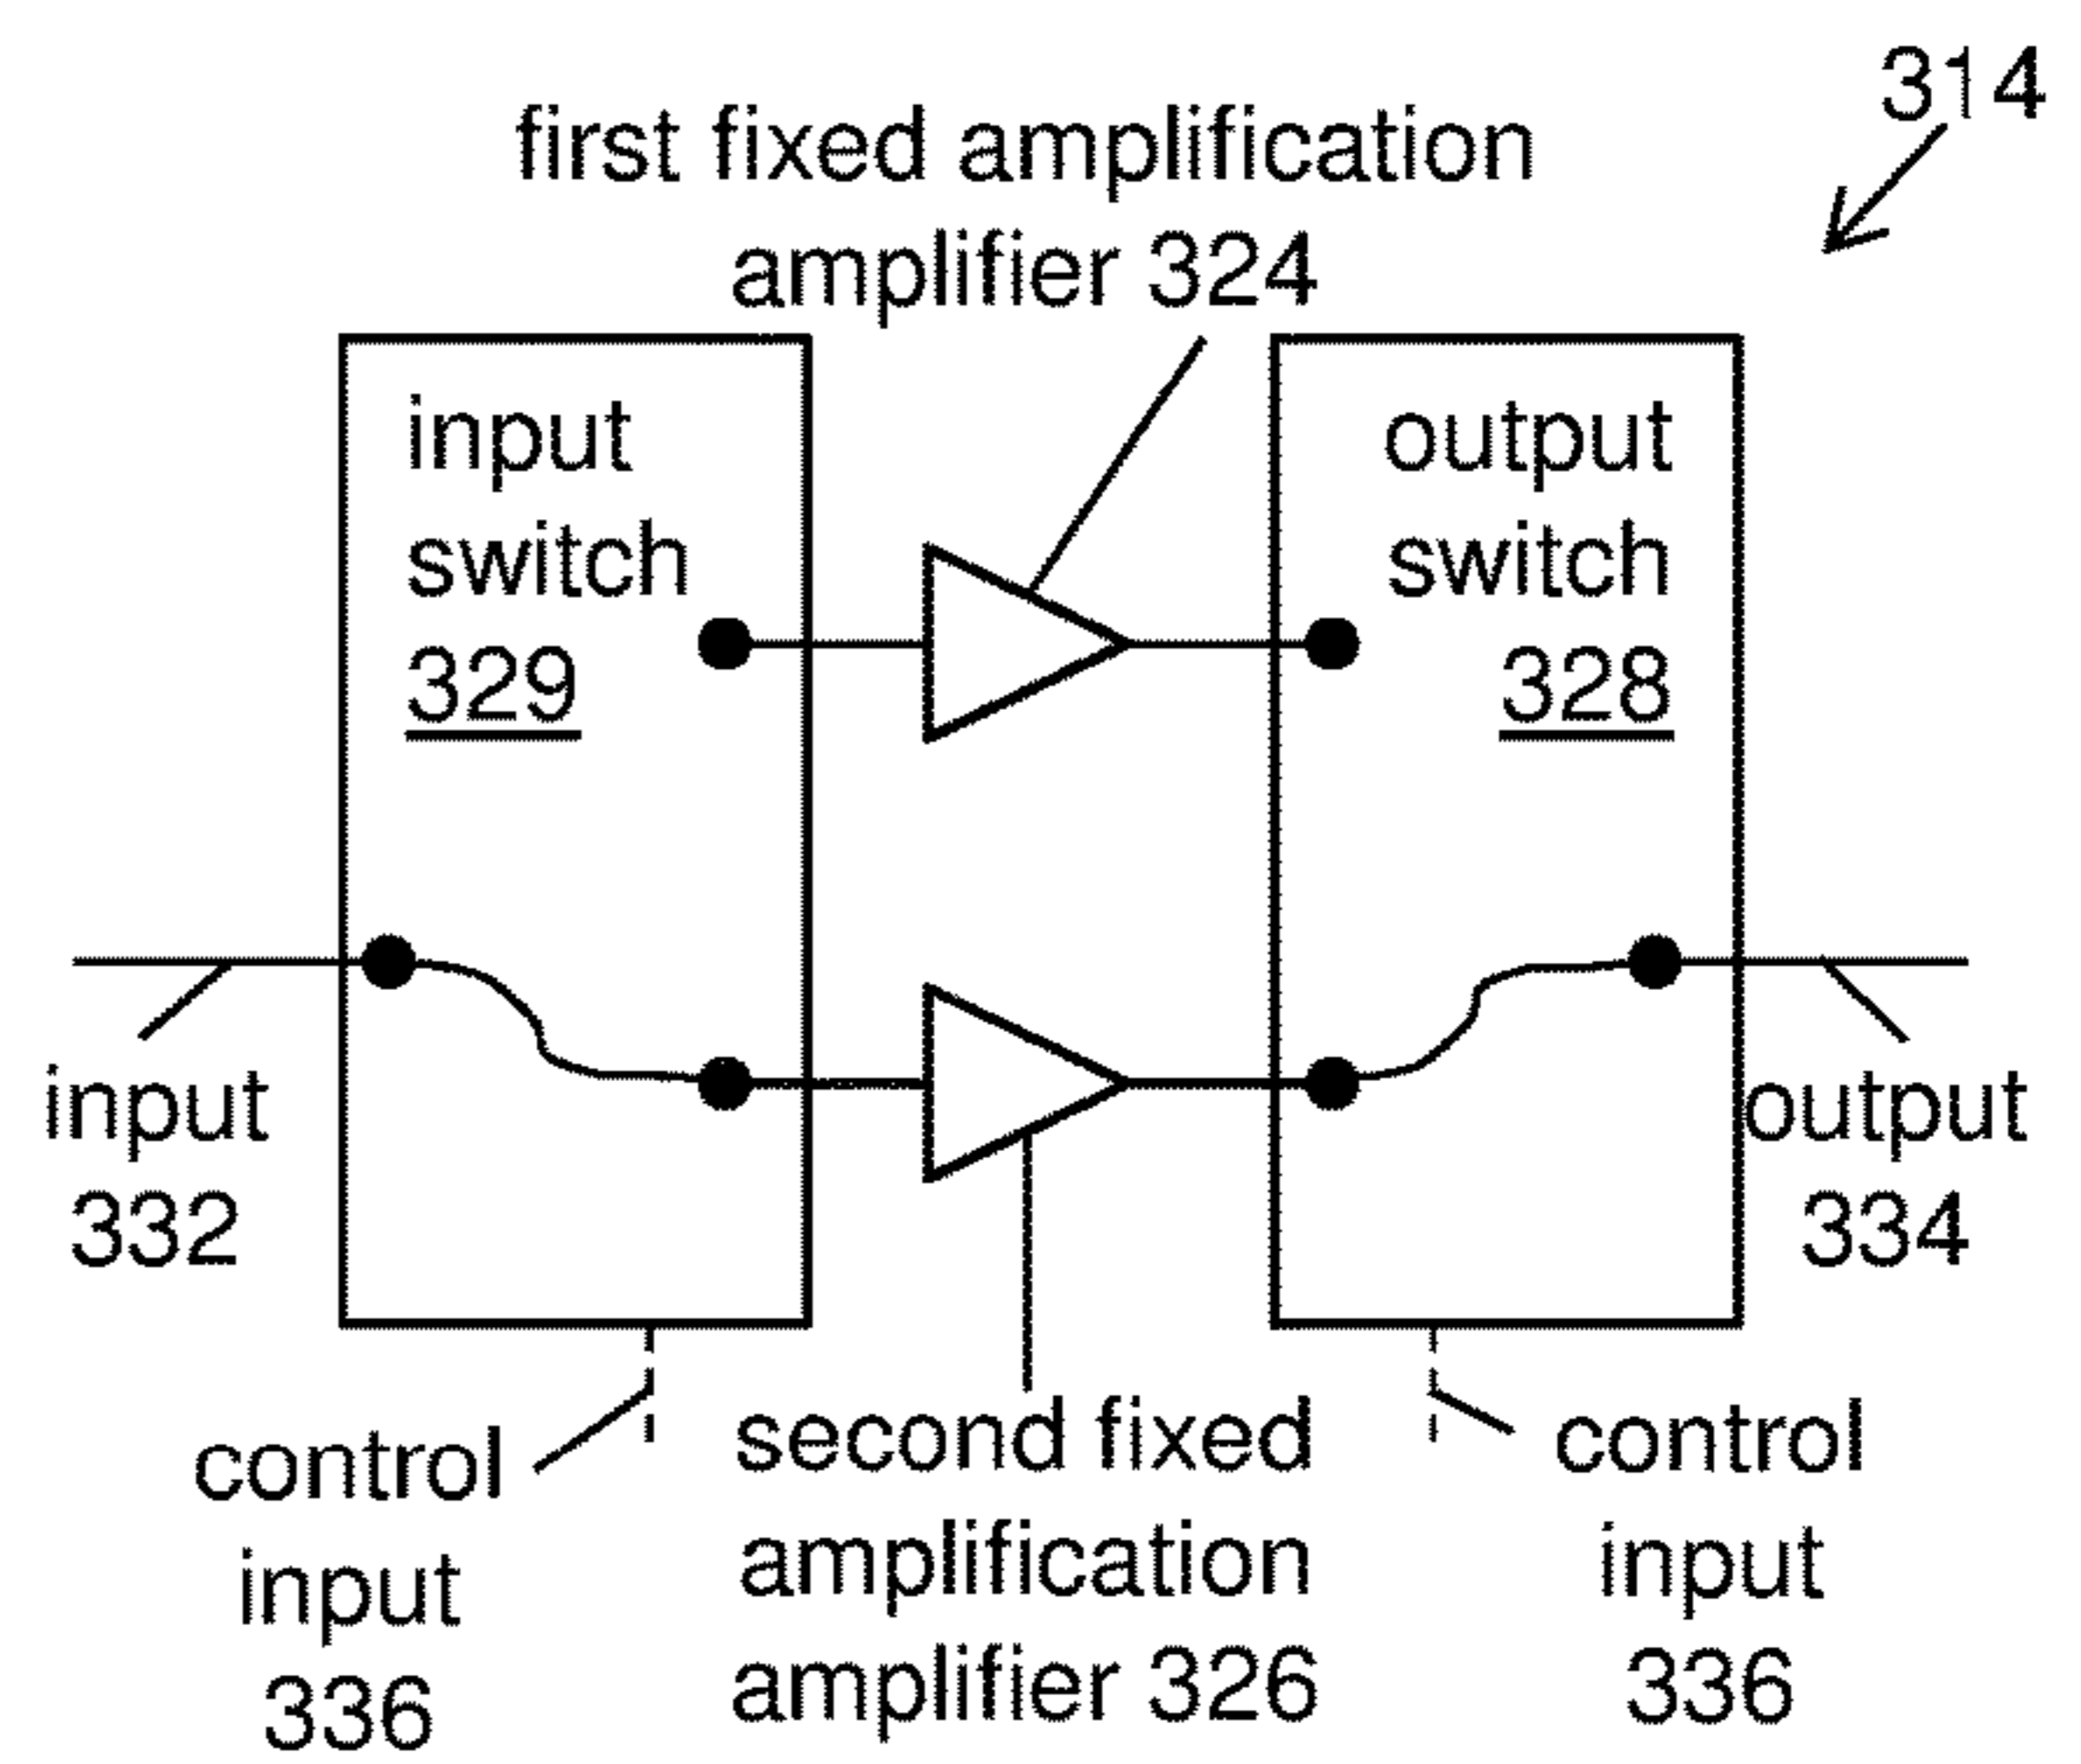 314
first fixed amplification
amplifier 324
input
switch
329
output
switch
328
input
332
output
334
control
input
336
second fixed
amplification
amplifier 326
control
input
336